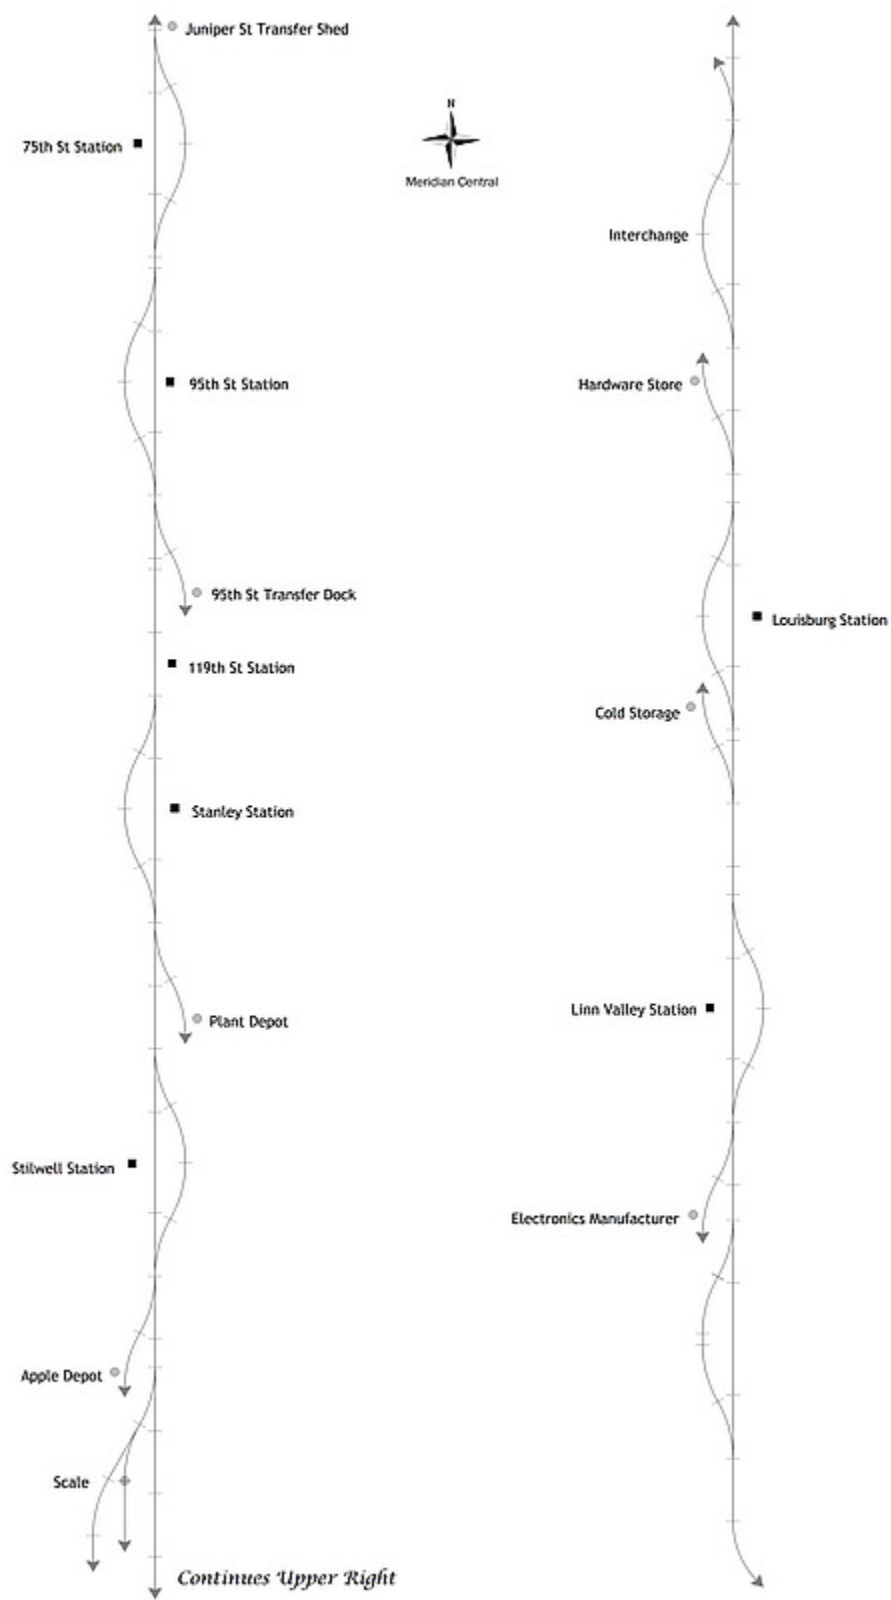 Juniper St Transfer Shed
75th St Station
N
Meridian Central
95th St Station
95th St Transfer Dock
119th St Station
Stanley Station
Plant Depot
Stilwell Station
Apple Depot
Scale
Continues Upper Right
Interchange
Hardware Store
Louisburg Station
Cold Storage
Linn Valley Station
Electronics Manufacturer